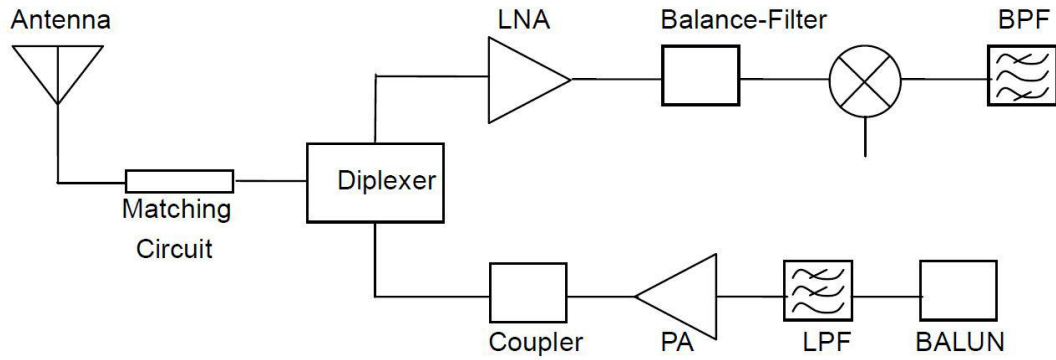 Antenna
LNA
Balance-Filter
BPF
Diplexer
Matching
Circuit
Coupler
PA
LPF
BALUN